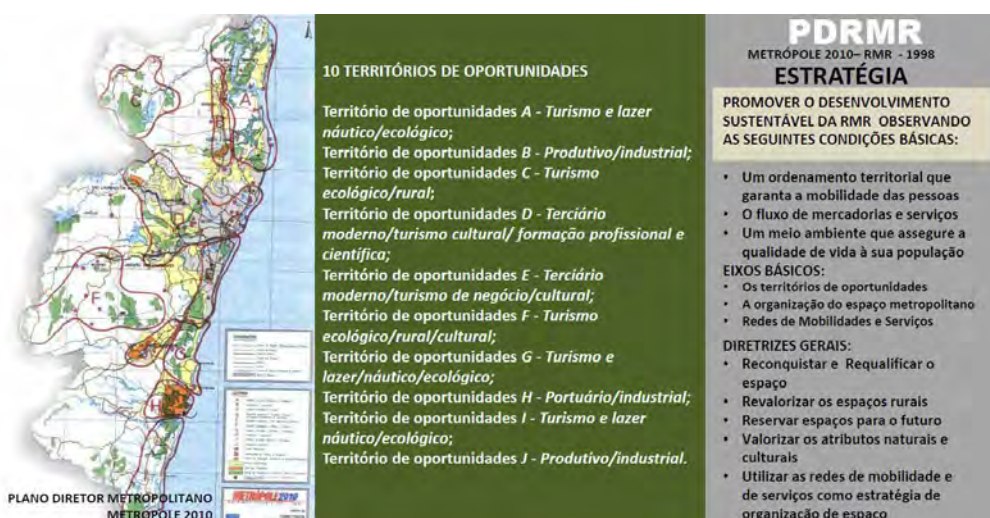 A
B
C
D
F
G
H
I
PLANO DIRETOR METROPOLITANO
METRÓPOLE 2010
METRÓPOLE2010
10 TERRITÓRIOS DE OPORTUNIDADES
Território de oportunidades A - Turismo e lazer
náutico/ecológico;
Território de oportunidades B - Produtivo/industrial;
Território de oportunidades C - Turismo
ecológico/rural;
Território de oportunidades D - Terciário
moderno/turismo cultural/ formação profissional e
científica;
Território de oportunidades E - Terciário
moderno/turismo de negócio/cultural;
Território de oportunidades F - Turismo
ecológico/rural/cultural;
Território de oportunidades G - Turismo e
lazer/náutico/ecológico;
Território de oportunidades H - Portuário/industrial;
Território de oportunidades I - Turismo e lazer
náutico/ecológico;
Território de oportunidades J - Produtivo/industrial.
PDRMR
METRÓPOLE 2010– RMR - 1998
ESTRATÉGIA
PROMOVER O DESENVOLVIMENTO
SUSTENTÁVEL DA RMR OBSERVANDO
AS SEGUINTES CONDIÇÕES BÁSICAS:
• Um ordenamento territorial que
garanta a mobilidade das pessoas
• O fluxo de mercadorias e serviços
• Um meio ambiente que assegure a
qualidade de vida à sua população
EIXOS BÁSICOS:
• Os territórios de oportunidades
• A organização do espaço metropolitano
• Redes de Mobilidades e Serviços
DIRETRIZES GERAIS:
• Reconquistar e Requalificar o
espaço
• Revalorizar os espaços rurais
• Reservar espaços para o futuro
• Valorizar os atributos naturais e
culturais
• Utilizar as redes de mobilidade e
de serviços como estratégia de
organização de espaço